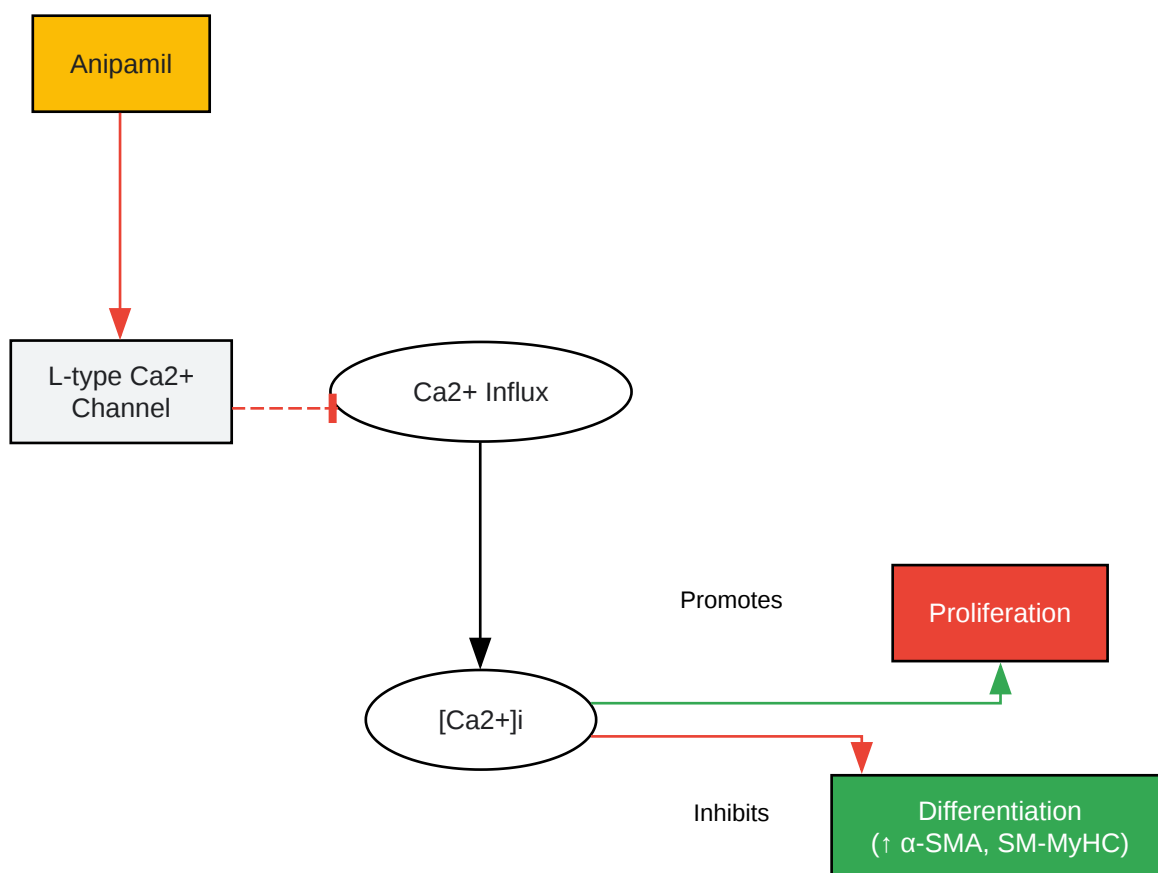 Anipamil
L-type Ca2+
Channel
Ca2+ Influx
Promotes
Proliferation
[Ca2+]i
Inhibits
Differentiation
(↑ α-SMA, SM-MyHC)